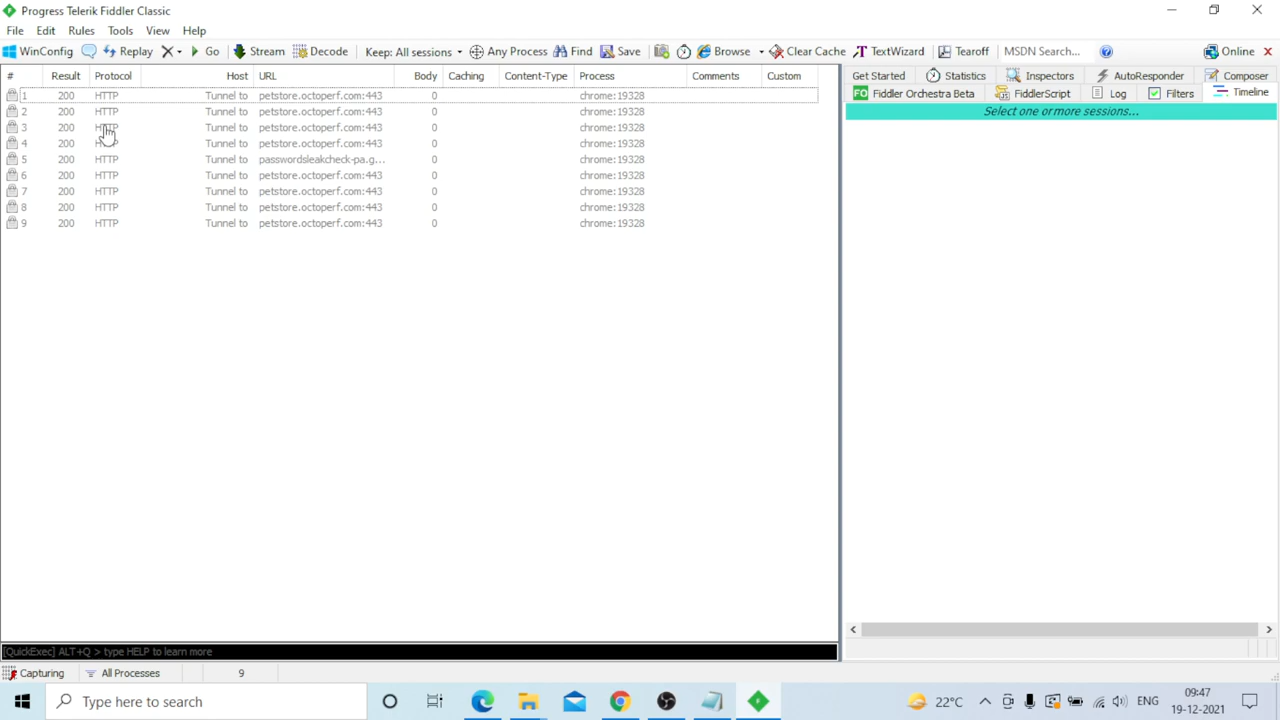 Progress Telerik Fiddler Classic
File Edit Rules Tools View Help
WinConfig Replay Go Stream Decode Keep: All sessions Any Process Find Save Browse Clear Cache TextWizard Tearoff MSDN Search... Online
# Result Protocol Host URL Body Caching Content-Type Process Comments Custom
1 200 HTTP Tunnel to petstore.octoperf.com:443 0 chrome:19328
2 200 HTTP Tunnel to petstore.octoperf.com:443 0 chrome:19328
3 200 HTTP Tunnel to petstore.octoperf.com:443 0 chrome:19328
4 200 HTTP Tunnel to petstore.octoperf.com:443 0 chrome:19328
5 200 HTTP Tunnel to passwordsleakcheck-pa.g... 0 chrome:19328
6 200 HTTP Tunnel to petstore.octoperf.com:443 0 chrome:19328
7 200 HTTP Tunnel to petstore.octoperf.com:443 0 chrome:19328
8 200 HTTP Tunnel to petstore.octoperf.com:443 0 chrome:19328
9 200 HTTP Tunnel to petstore.octoperf.com:443 0 chrome:19328
Get Started Statistics Inspectors AutoResponder Composer
FO Fiddler Orchestra Beta FiddlerScript Log Filters Timeline
Select one or more sessions...
[QuickExec] ALT+Q > type HELP to learn more
Capturing All Processes 9
Type here to search
22°C ENG
09:47
19-12-2021